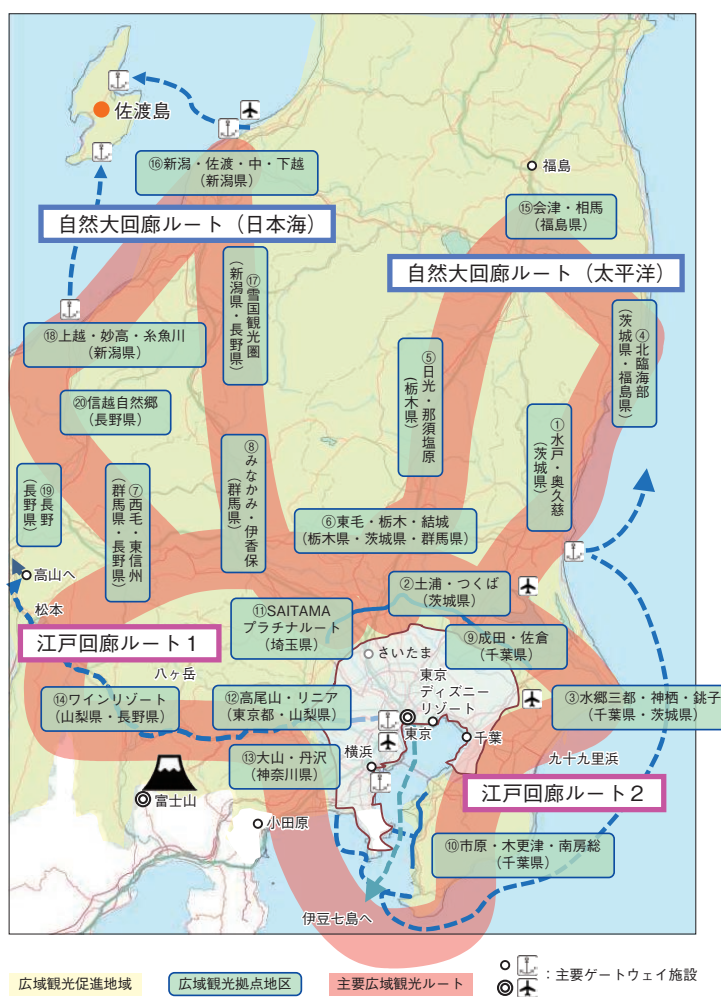 佐渡島
⑯新潟・佐渡・中・下越
（新潟県）
福島
⑮会津・相馬
（福島県）
自然大回廊ルート（日本海）
自然大回廊ルート（太平洋）
⑰雪国観光圏
（新潟県・長野県）
⑱上越・妙高・糸魚川
（新潟県）
④北臨海部
（茨城県・福島県）
⑤日光・那須塩原
（栃木県）
⑳信越自然郷
（長野県）
①水戸・奥久慈
（茨城県）
⑧みなかみ・伊香保
（群馬県）
⑲長野
（長野県）
⑦西毛・東信州
（群馬県・長野県）
⑥東毛・栃木・結城
（栃木県・茨城県・群馬県）
高山へ
②土浦・つくば
（茨城県）
松本
⑪SAITAMA
プラチナルート
（埼玉県）
江戸回廊ルート１
⑨成田・佐倉
（千葉県）
さいたま
八ヶ岳
東京
ディズニー
リゾート
⑭ワインリゾート
（山梨県・長野県）
⑫高尾山・リニア
（東京都・山梨県）
③水郷三都・神栖・銚子
（千葉県・茨城県）
東京
千葉
横浜
九十九里浜
⑬大山・丹沢
（神奈川県）
江戸回廊ルート２
富士山
小田原
⑩市原・木更津・南房総
（千葉県）
伊豆七島へ
広域観光促進地域
広域観光拠点地区
主要広域観光ルート
：主要ゲートウェイ施設